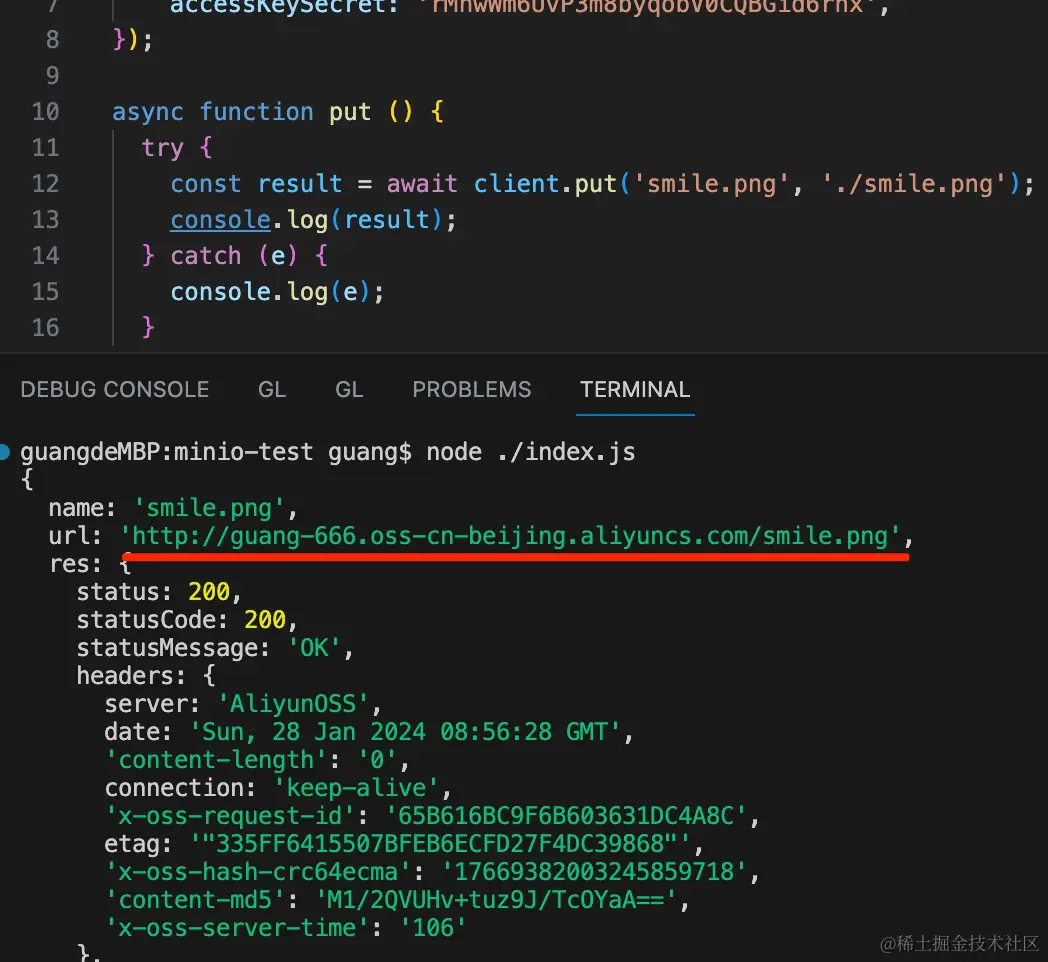 7 accessKeySecret:
8 });
9
10 async function put () {
11 try {
12 const result = await client.put('smile.png', './smile.png');
13 console.log(result);
14 } catch (e) {
15 console.log(e);
16 }
DEBUG CONSOLE GL GL PROBLEMS TERMINAL
guangdeMBP:minio-test guang$ node ./index.js
{
name: 'smile.png',
url: 'http://guang-666.oss-cn-beijing.aliyuncs.com/smile.png',
res: {
status: 200,
statusCode: 200,
statusMessage: 'OK',
headers: {
server: 'AliyunOSS',
date: 'Sun, 28 Jan 2024 08:56:28 GMT',
'content-length': '0',
connection: 'keep-alive',
'x-oss-request-id': '65B616BC9F6B603631DC4A8C',
etag: '"335FF6415507BFEB6ECFD27F4DC39868"',
'x-oss-hash-crc64ecma': '17669382003245859718',
'content-md5': 'M1/2QVUHv+tuz9J/TcOYaA==',
'x-oss-server-time': '106'
},
@稀土掘金技术社区